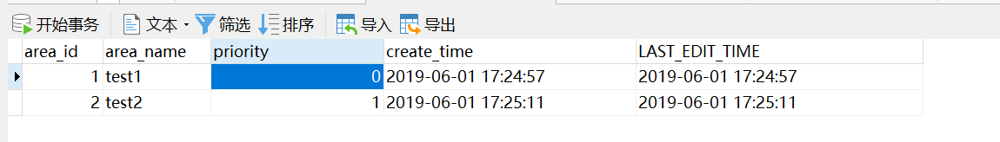 开始事务 文本 筛选 排序 导入 导出
area_id area_name priority create_time LAST_EDIT_TIME
1 test1 0 2019-06-01 17:24:57 2019-06-01 17:24:57
2 test2 1 2019-06-01 17:25:11 2019-06-01 17:25:11